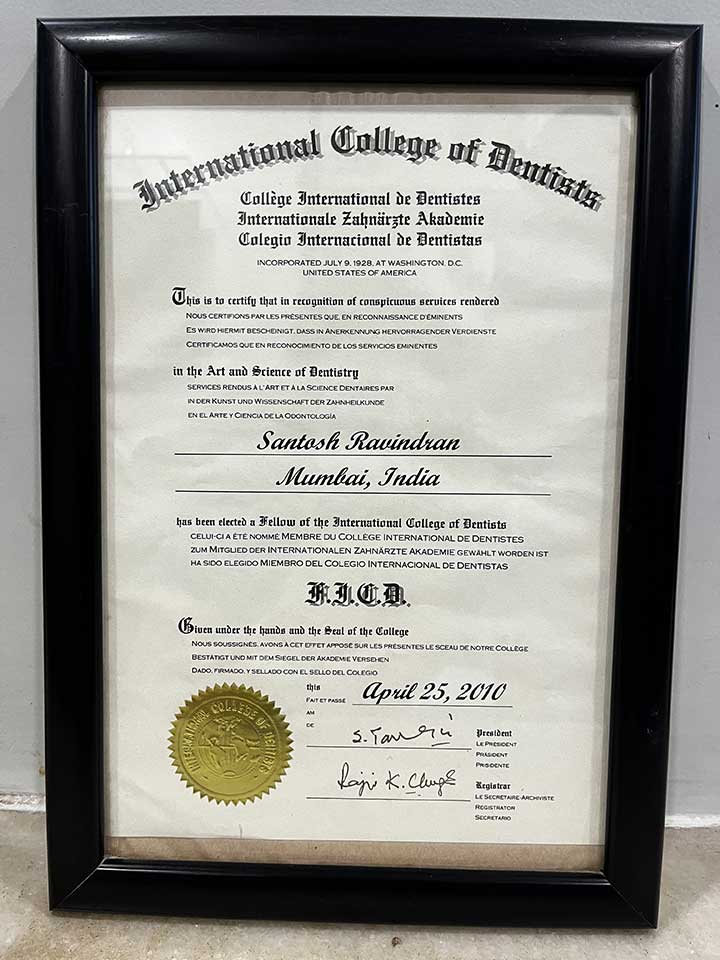 International College of Dentists
Collège International de Dentistes
Internationale Zahnärzte Akademie
Colegio Internacional de Dentistas
INCORPORATED JULY 9, 1928, AT WASHINGTON, D.C.
UNITED STATES OF AMERICA
This is to certify that in recognition of conspicuous services rendered
NOUS CERTIFIONS PAR LES PRÉSENTES QUE, EN RECONNAISSANCE D'ÉMINENTS
ES WIRD HIERMIT BESCHEINIGT, DASS IN ANERKENNUNG HERVORRAGENDER VERDIENSTE
CERTIFICAMOS QUE EN RECONOCIMIENTO DE LOS SERVICIOS EMINENTES
in the Art and Science of Dentistry
SERVICES RENDUS À L'ART ET À LA SCIENCE DENTAIRES PAR
IN DER KUNST UND WISSENSCHAFT DER ZAHNHEILKUNDE
EN EL ARTE Y CIENCIA DE LA ODONTOLOGÍA
Santosh Ravindran
Mumbai, India
has been elected a Fellow of the International College of Dentists
CELUI-CI A ÉTÉ NOMMÉ MEMBRE DU COLLÈGE INTERNATIONAL DE DENTISTES
ZUM MITGLIED DER INTERNATIONALEN ZAHNÄRZTE AKADEMIE GEWÄHLT WORDEN IST
HA SIDO ELEGIDO MIEMBRO DEL COLEGIO INTERNACIONAL DE DENTISTAS
F.I.C.D.
Given under the hands and the Seal of the College
NOUS SOUSSIGNÉS, AVONS À CET EFFET APPOSÉ SUR LES PRÉSENTES LE SCEAU DE NOTRE COLLÈGE
BESTÄTIGT UND MIT DEM SIEGEL DER AKADEMIE VERSEHEN
DADO, FIRMADO, Y SELLADO CON EL SELLO DEL COLEGIO
this
FAIT ET PASSÉ April 25, 2010
AM
DE
President
LE PRÉSIDENT
PRÄSIDENT
PRISIDENTE
Rajiv K. Chugh
Registrar
LE SECRÉTAIRE-ARCHIVISTE
REGISTRATOR
SECRETARIO
INTERNATIONAL COLLEGE OF DENTISTS